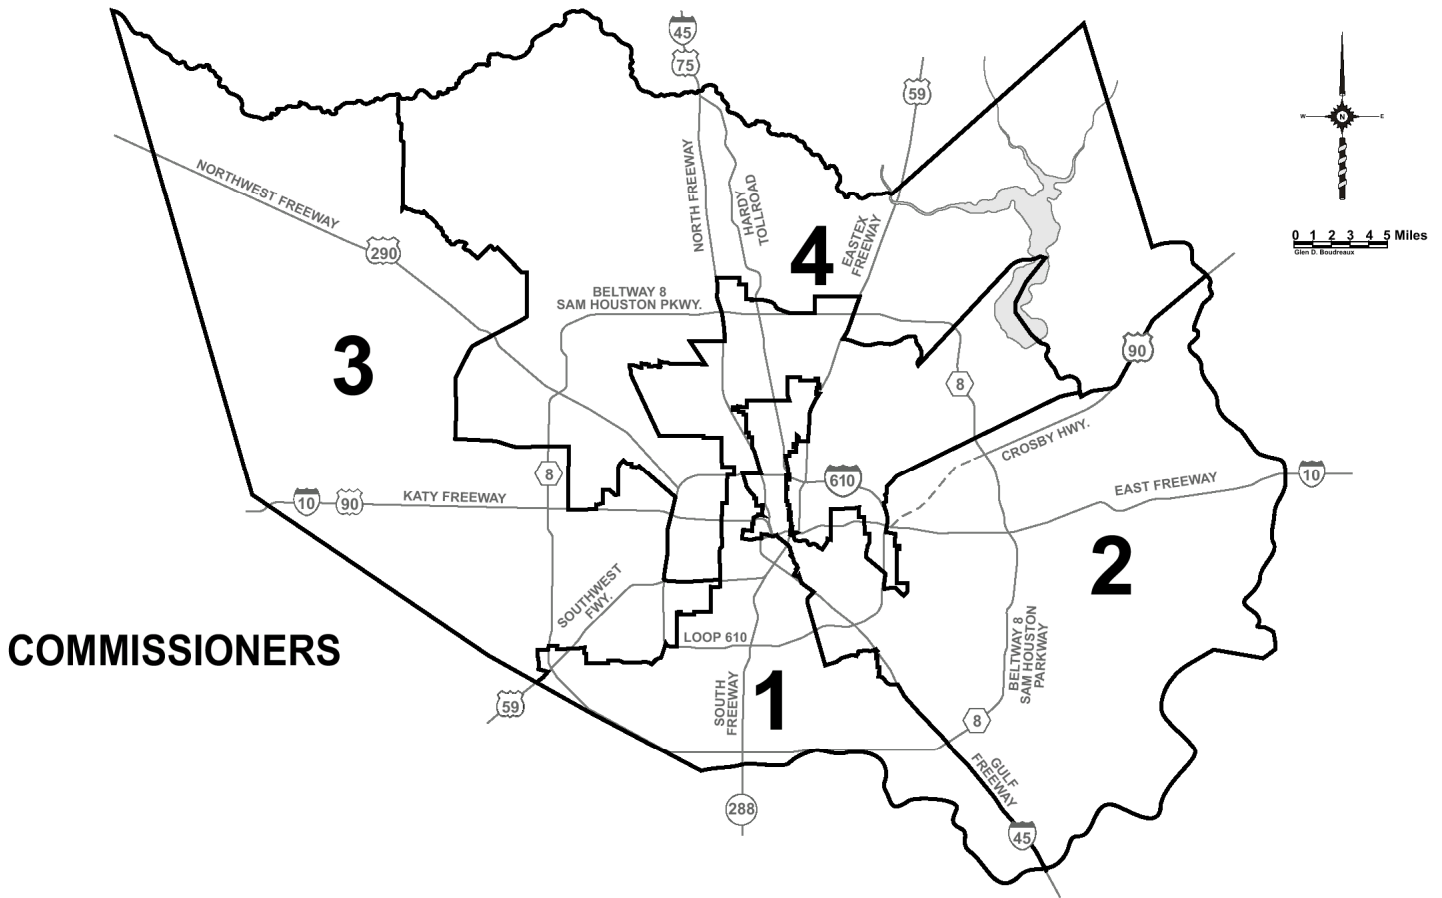 45
75
59
N
W
E
0 1 2 3 4 5 Miles
Glen D. Boudreaux
NORTHWEST FREEWAY
290
NORTH FREEWAY
HARDY
TOLLROAD
EASTEX
FREEWAY
4
BELTWAY 8
SAM HOUSTON PKWY.
3
90
8
CROSBY HWY.
8
610
10
90
KATY FREEWAY
EAST FREEWAY
10
2
SOUTHWEST
FWY.
LOOP 610
COMMISSIONERS
BELTWAY 8
SAM HOUSTON
PARKWAY
59
SOUTH
FREEWAY
1
8
GULF
FREEWAY
288
45